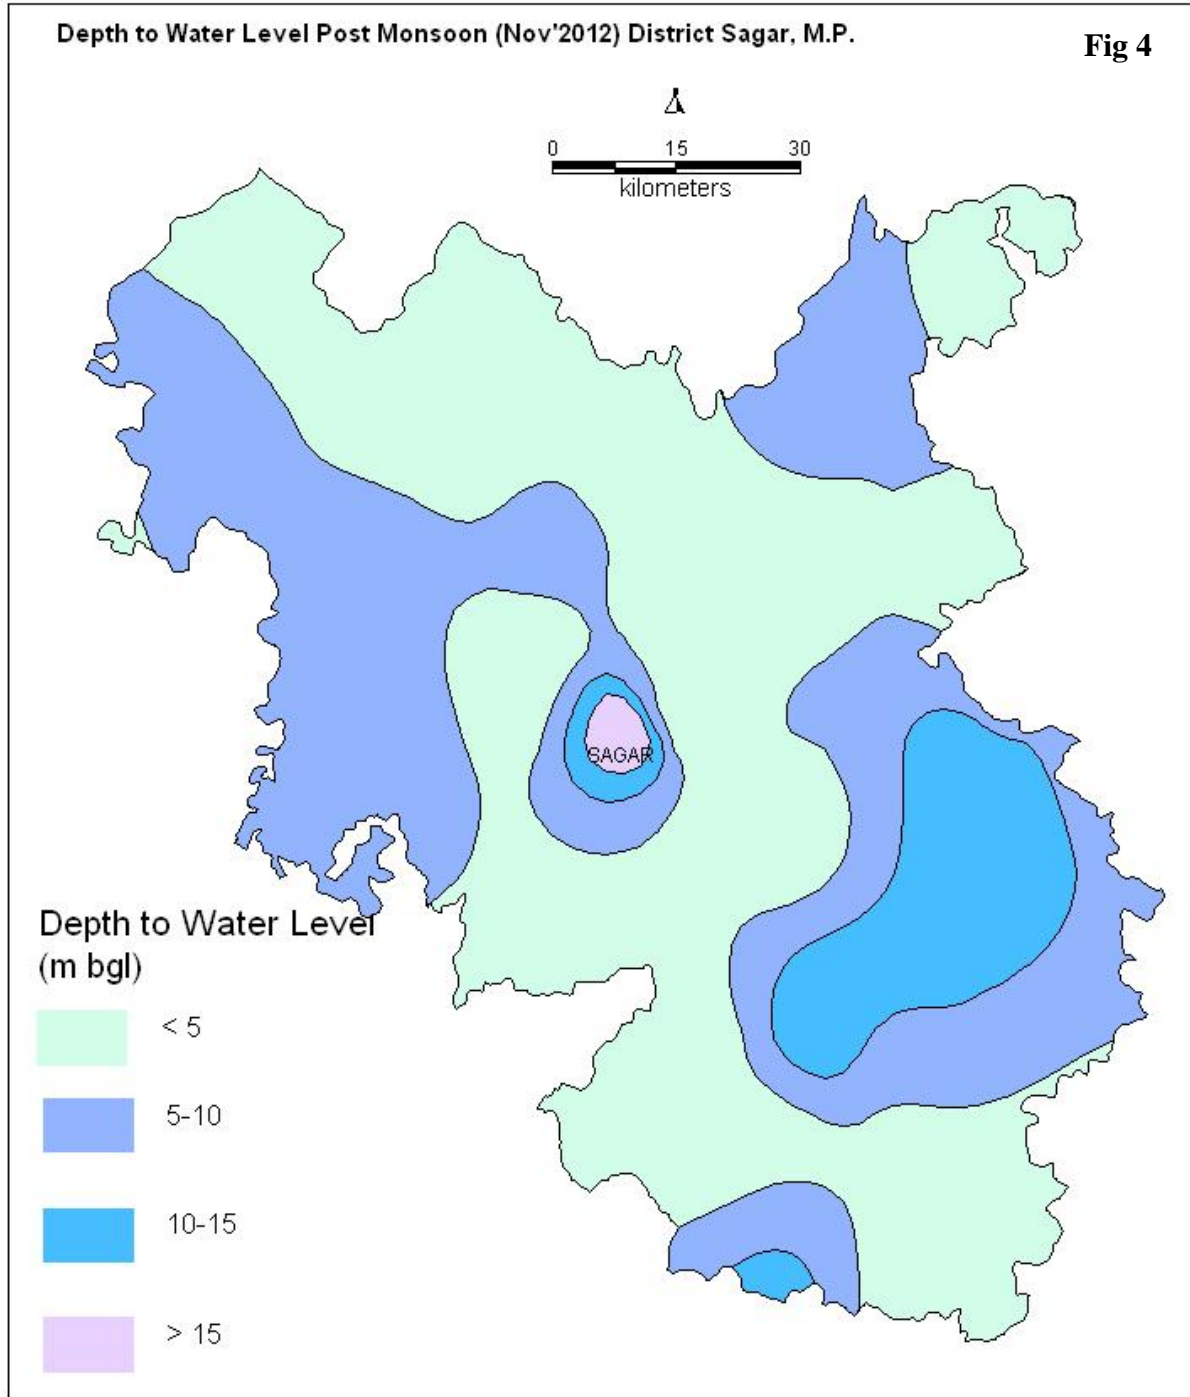 Depth to Water Level Post Monsoon (Nov'2012) District Sagar, M.P.
Fig 4
0 15 30
kilometers
SAGAR
Depth to Water Level
(m bgl)
< 5
5-10
10-15
> 15